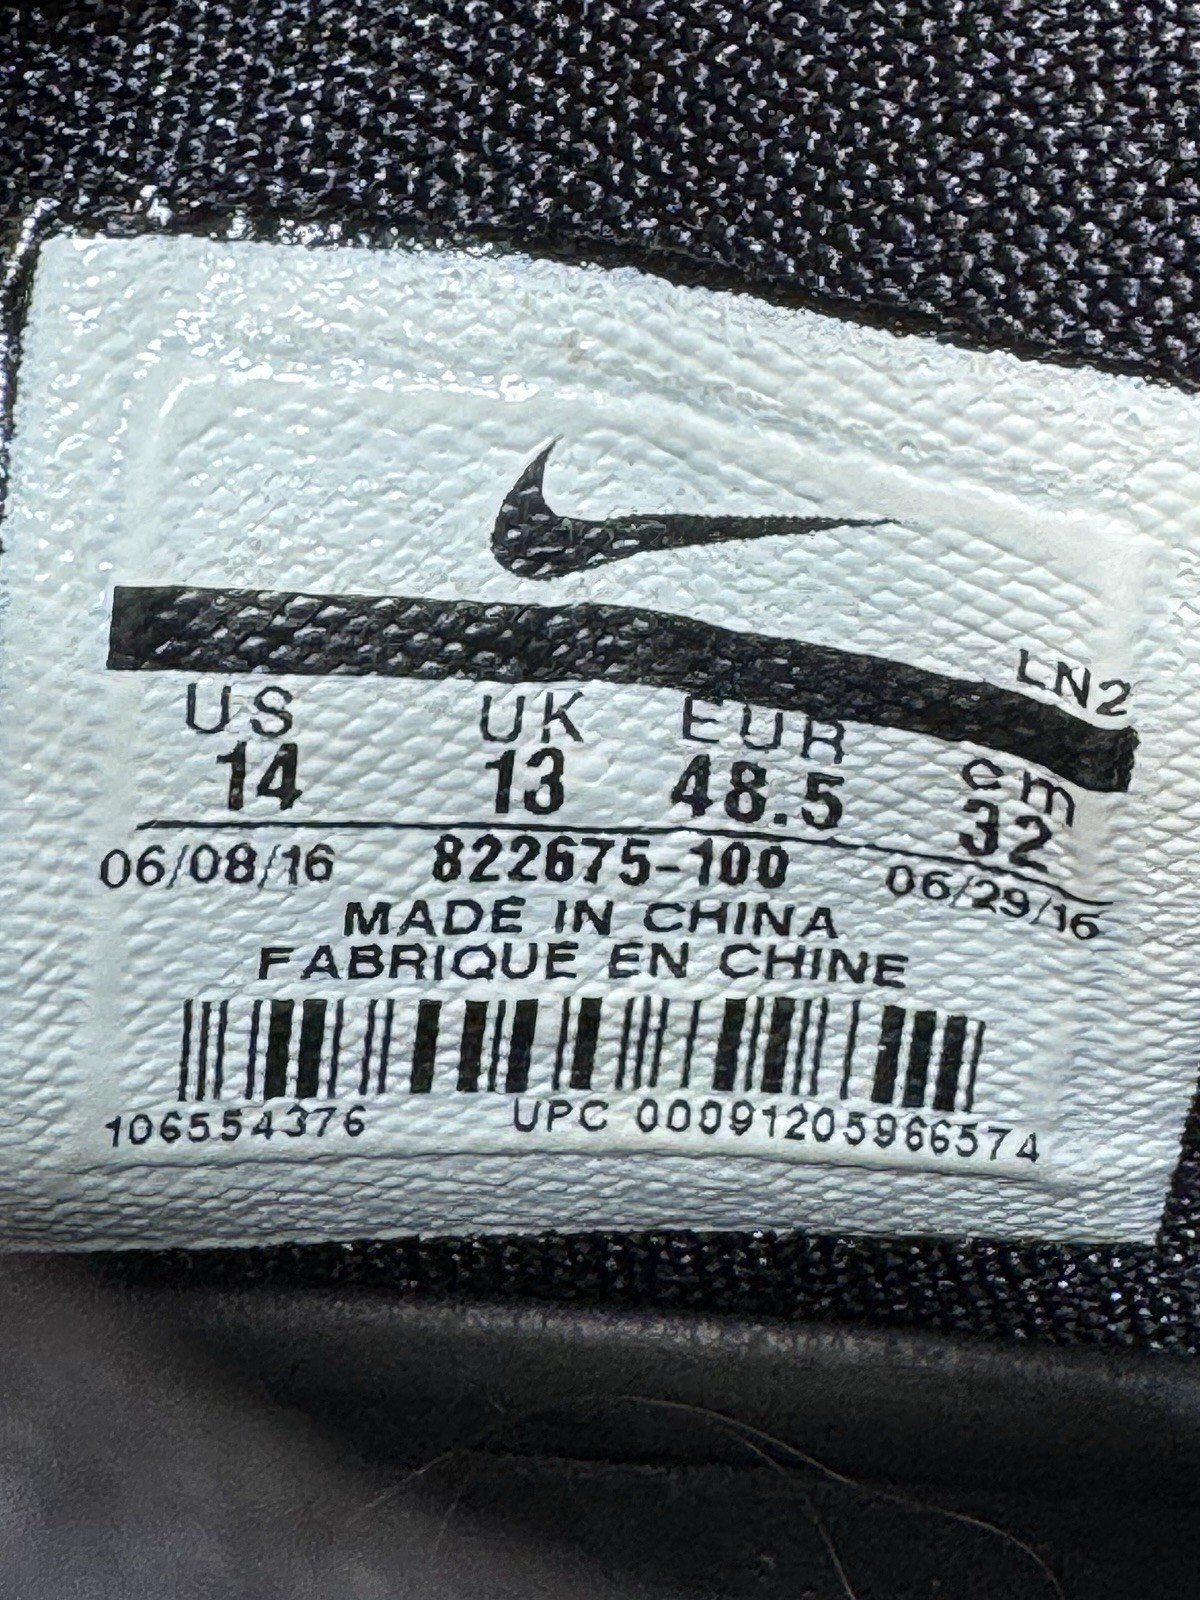 LN2
US UK EUR cm
14 13 48.5 32
06/08/16 822675-100 06/29/16
MADE IN CHINA
FABRIQUE EN CHINE
106554376 UPC 00091205966574